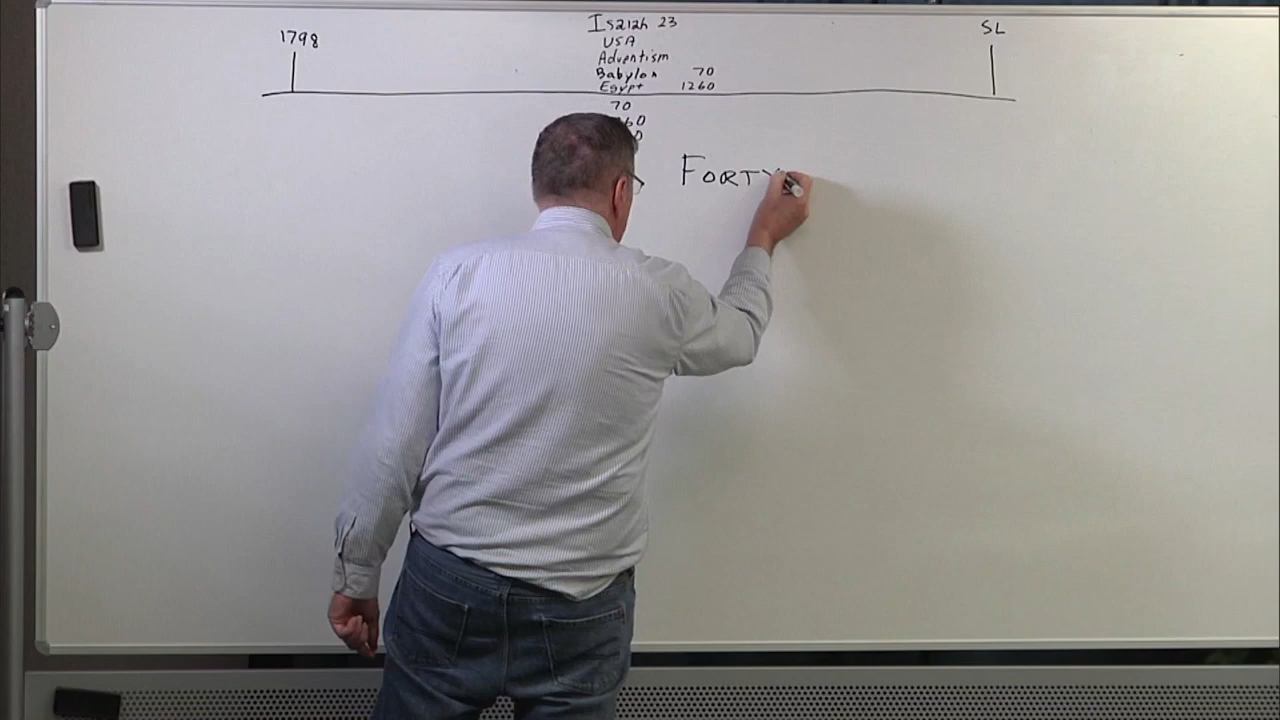 Isaiah 23
1798
SL
USA
Adventism
Babylon 70
Egypt 1260
70
FORTY